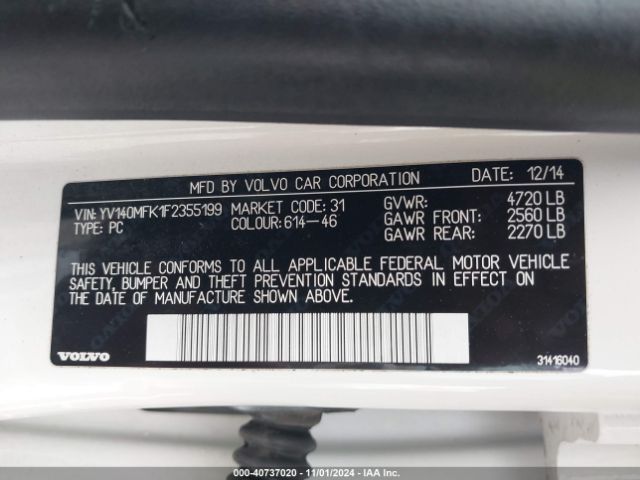 MFD BY VOLVO CAR CORPORATION DATE: 12/14
VIN: YV140MFK1F2355199 MARKET CODE: 31 GVWR: 4720 LB
TYPE: PC COLOUR: 614-46 GAWR FRONT: 2560 LB
GAWR REAR: 2270 LB
THIS VEHICLE CONFORMS TO ALL APPLICABLE FEDERAL MOTOR VEHICLE
SAFETY, BUMPER AND THEFT PREVENTION STANDARDS IN EFFECT ON
THE DATE OF MANUFACTURE SHOWN ABOVE.
VOLVO 31416040
000-40737020 • 11/01/2024 • IAAI.COM